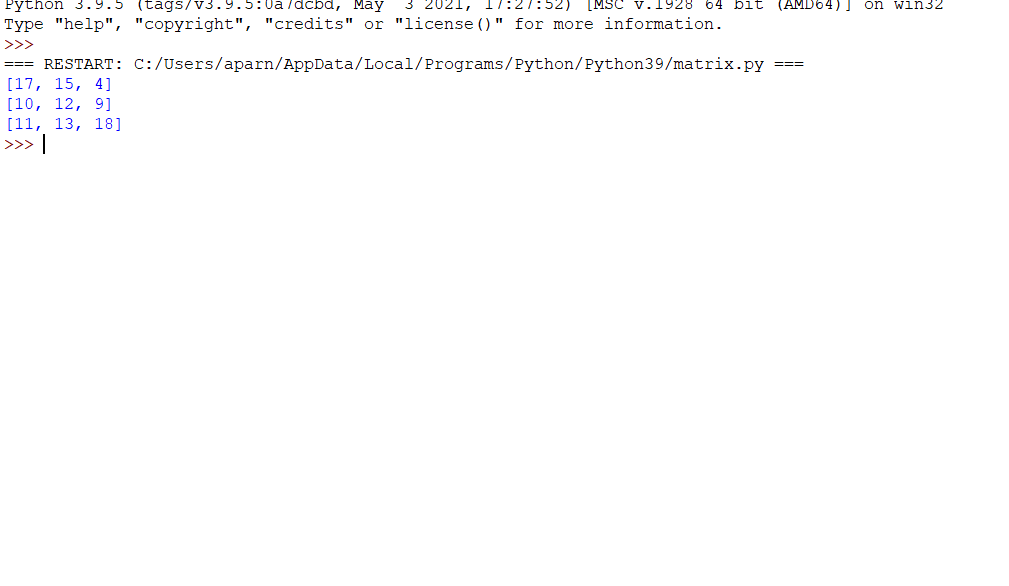 Python 3.9.5 (tags/v3.9.5:0a7dcbd, May  3 2021, 17:27:52) [MSC v.1928 64 bit (AMD64)] on win32
Type "help", "copyright", "credits" or "license()" for more information.
>>>
=== RESTART: C:/Users/aparn/AppData/Local/Programs/Python/Python39/matrix.py ===
[17, 15, 4]
[10, 12, 9]
[11, 13, 18]
>>>